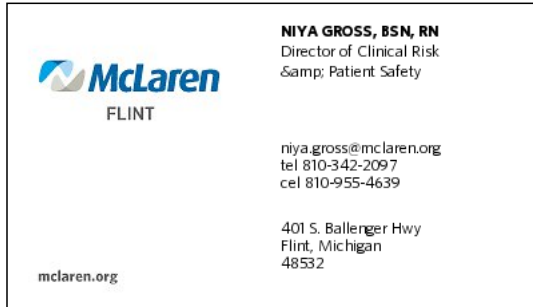 McLaren
FLINT
mclaren.org
NIYA GROSS, BSN, RN
Director of Clinical Risk
&amp; Patient Safety
niya.gross@mclaren.org
tel 810-342-2097
cel 810-955-4639
401 S. Ballenger Hwy
Flint, Michigan
48532